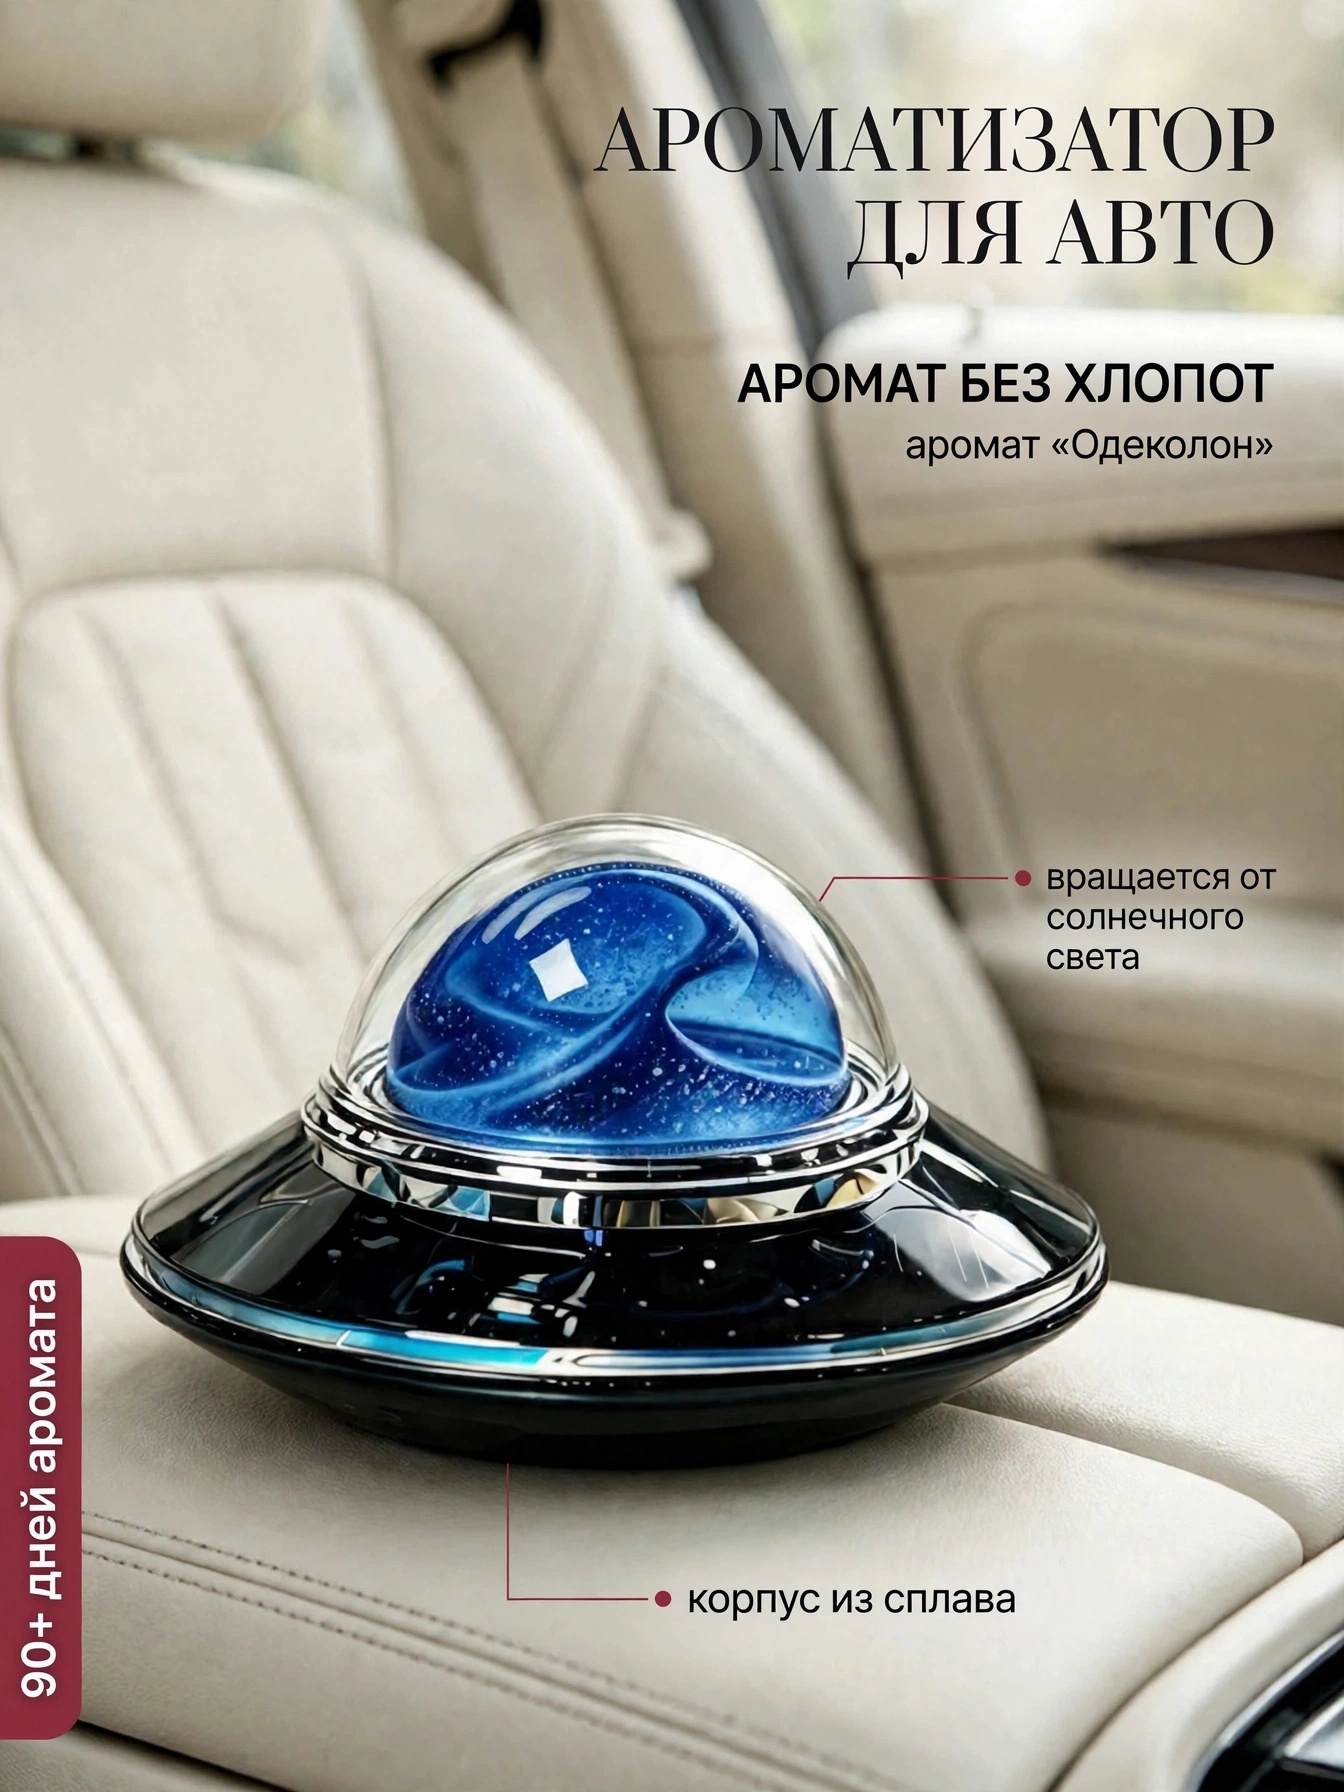 АРОМАТИЗАТОР
ДЛЯ АВТО
АРОМАТ БЕЗ ХЛОПОТ
аромат «Одеколон»
вращается от
солнечного
света
90+ дней аромата
корпус из сплава